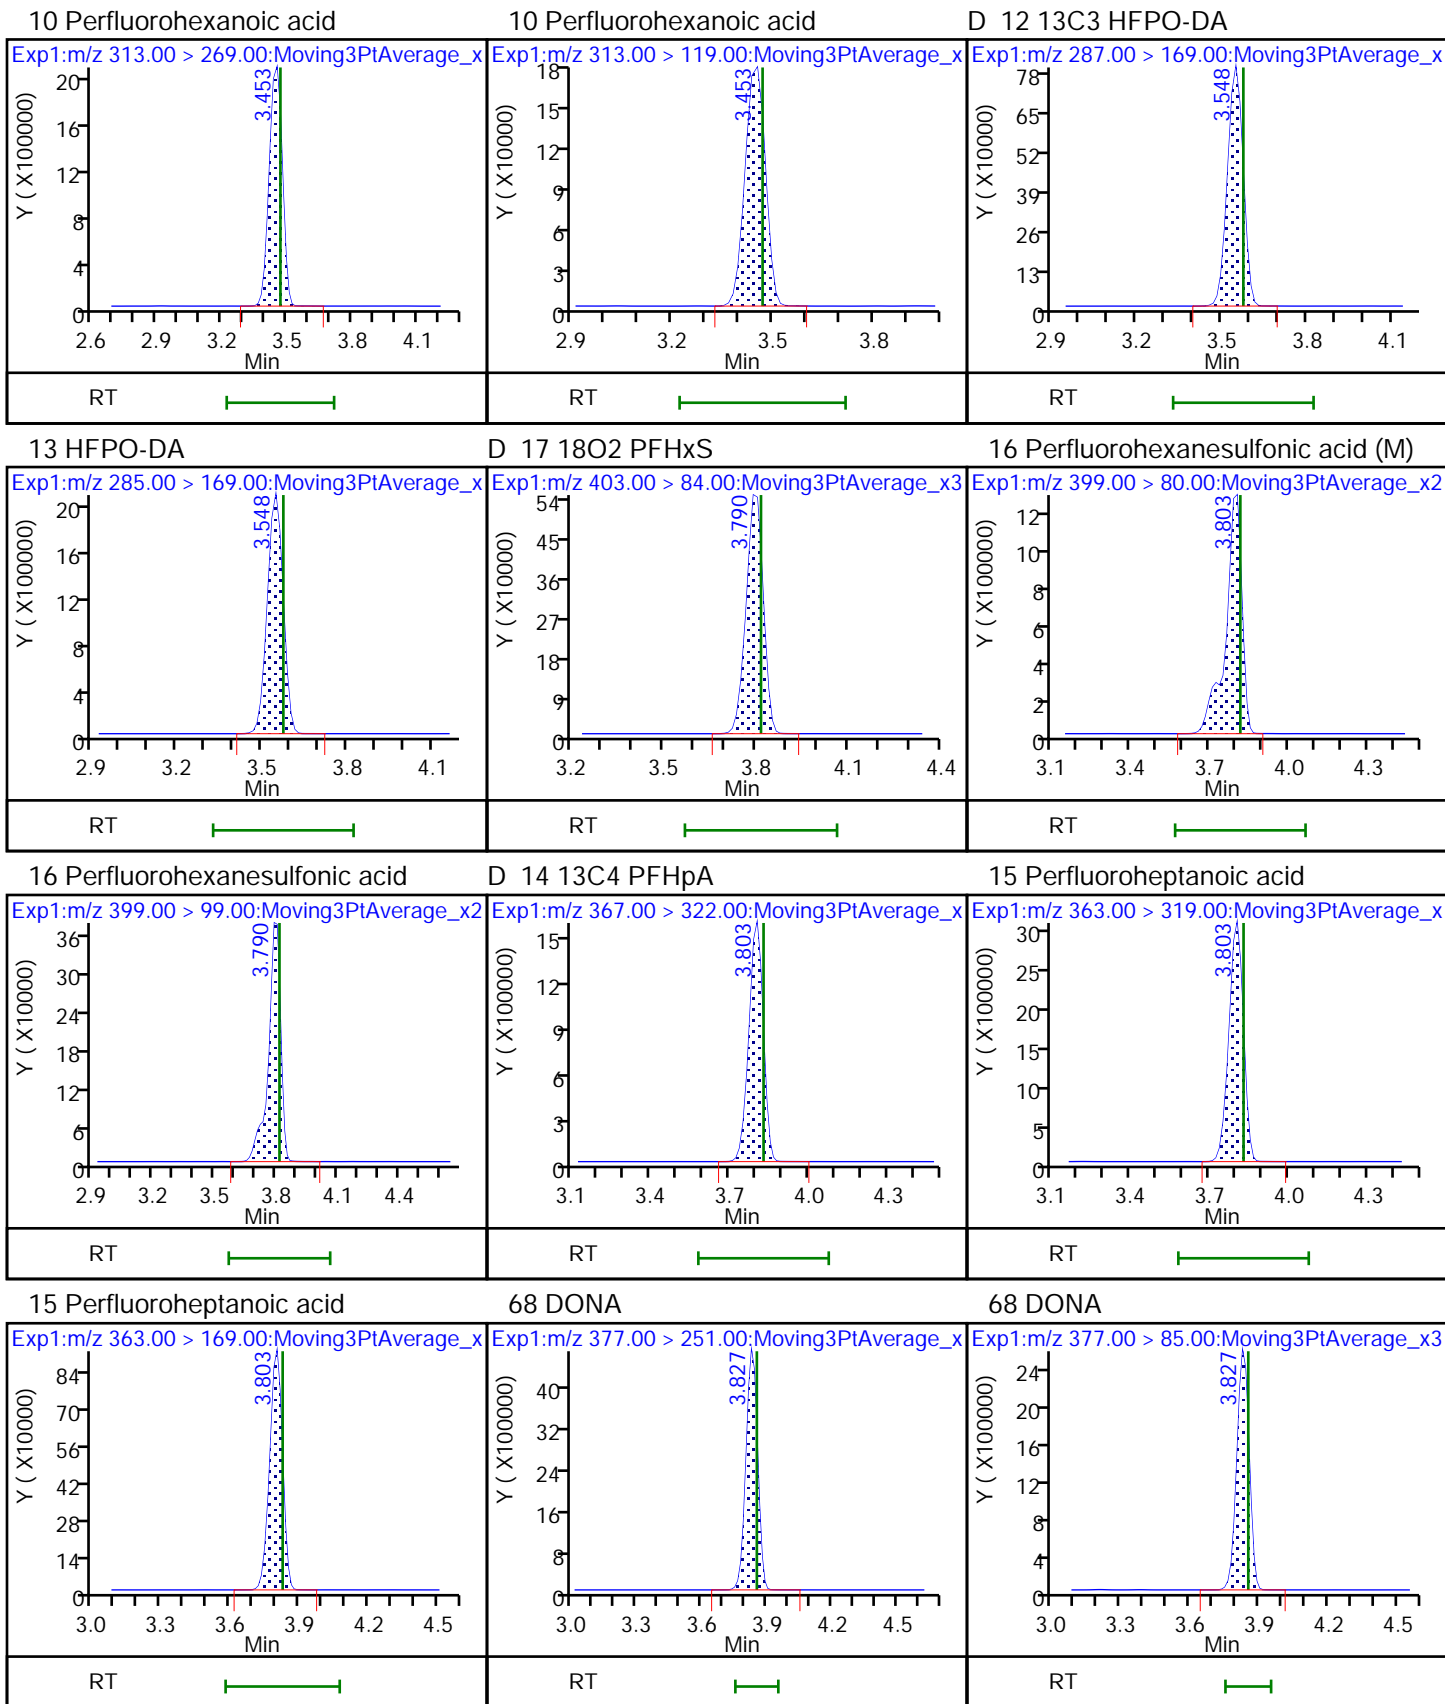 10 Perfluorohexanoic acid
Exp1:m/z 313.00 > 269.00:Moving3PtAverage_x
3.453
Y ( X100000)
20
16
12
8
4
0
2.6 2.9 3.2 3.5 3.8 4.1
Min
RT
10 Perfluorohexanoic acid
Exp1:m/z 313.00 > 119.00:Moving3PtAverage_x
3.453
Y ( X10000)
18
15
12
9
6
3
0
2.9 3.2 3.5 3.8
Min
RT
D 12 13C3 HFPO-DA
Exp1:m/z 287.00 > 169.00:Moving3PtAverage_x
3.548
Y ( X10000)
78
65
52
39
26
13
0
2.9 3.2 3.5 3.8 4.1
Min
RT
13 HFPO-DA
Exp1:m/z 285.00 > 169.00:Moving3PtAverage_x
3.548
Y ( X100000)
20
16
12
8
4
0
2.9 3.2 3.5 3.8 4.1
Min
RT
D 17 18O2 PFHxS
Exp1:m/z 403.00 > 84.00:Moving3PtAverage_x3
3.790
Y ( X10000)
54
45
36
27
18
9
0
3.2 3.5 3.8 4.1 4.4
Min
RT
16 Perfluorohexanesulfonic acid (M)
Exp1:m/z 399.00 > 80.00:Moving3PtAverage_x2
3.803
Y ( X100000)
12
10
8
6
4
2
0
3.1 3.4 3.7 4.0 4.3
Min
RT
16 Perfluorohexanesulfonic acid
Exp1:m/z 399.00 > 99.00:Moving3PtAverage_x2
3.790
Y ( X10000)
36
30
24
18
12
6
0
2.9 3.2 3.5 3.8 4.1 4.4
Min
RT
D 14 13C4 PFHpA
Exp1:m/z 367.00 > 322.00:Moving3PtAverage_x
3.803
Y ( X100000)
15
12
9
6
3
0
3.1 3.4 3.7 4.0 4.3
Min
RT
15 Perfluoroheptanoic acid
Exp1:m/z 363.00 > 319.00:Moving3PtAverage_x
3.803
Y ( X100000)
30
25
20
15
10
5
0
3.1 3.4 3.7 4.0 4.3
Min
RT
15 Perfluoroheptanoic acid
Exp1:m/z 363.00 > 169.00:Moving3PtAverage_x
3.803
Y ( X10000)
84
70
56
42
28
14
0
3.0 3.3 3.6 3.9 4.2 4.5
Min
RT
68 DONA
Exp1:m/z 377.00 > 251.00:Moving3PtAverage_x
3.827
Y ( X100000)
40
32
24
16
8
0
3.0 3.3 3.6 3.9 4.2 4.5
Min
RT
68 DONA
Exp1:m/z 377.00 > 85.00:Moving3PtAverage_x3
3.827
Y ( X100000)
24
20
16
12
8
4
0
3.0 3.3 3.6 3.9 4.2 4.5
Min
RT